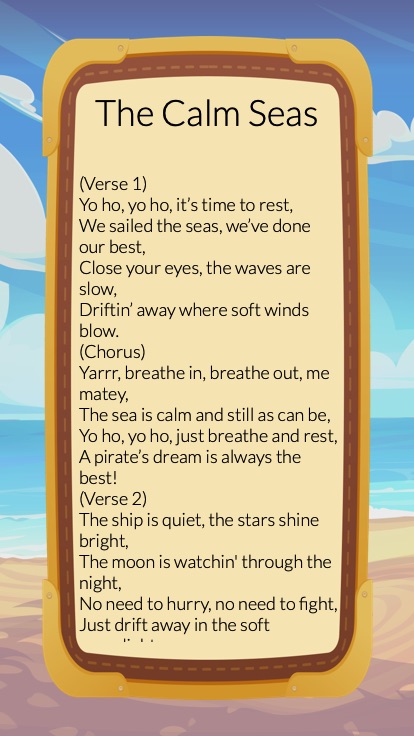 The Calm Seas
(Verse 1)
Yo ho, yo ho, it’s time to rest,
We sailed the seas, we’ve done
our best,
Close your eyes, the waves are
slow,
Driftin’ away where soft winds
blow.
(Chorus)
Yarrr, breathe in, breathe out, me
matey,
The sea is calm and still as can be,
Yo ho, yo ho, just breathe and rest,
A pirate’s dream is always the
best!
(Verse 2)
The ship is quiet, the stars shine
bright,
The moon is watchin' through the
night,
No need to hurry, no need to fight,
Just drift away in the soft